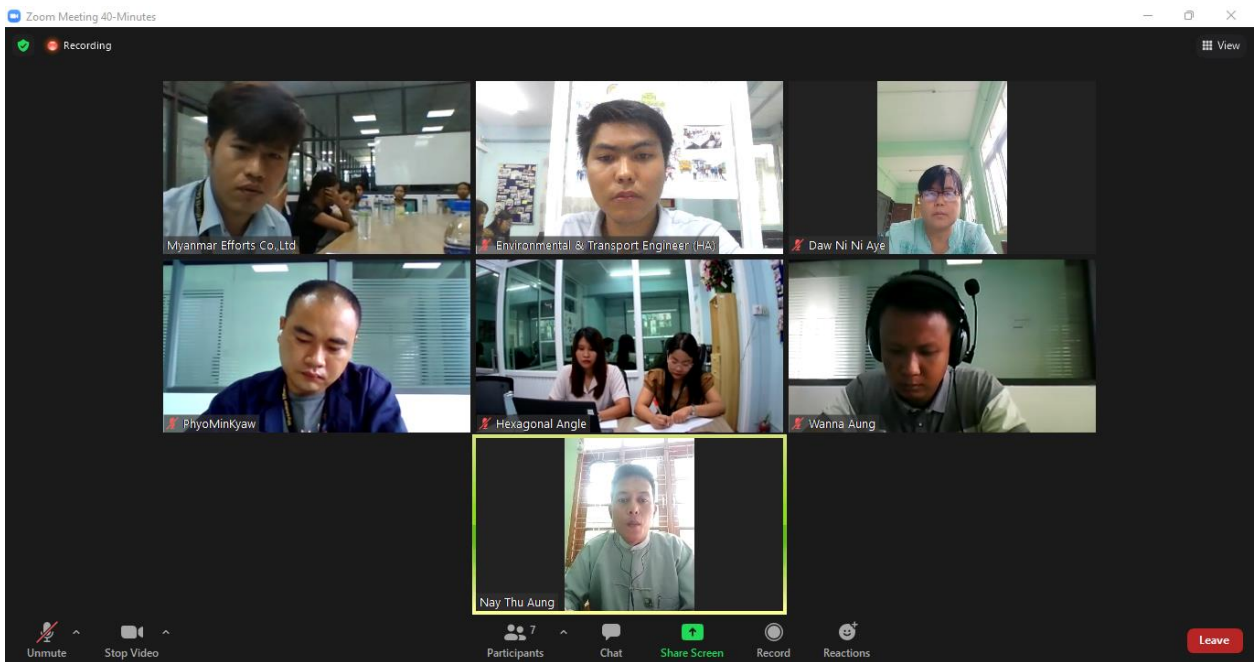 Zoom Meeting 40-Minutes
Recording
View
Myanmar Efforts Co.,Ltd
Environmental & Transport Engineer (HA)
Daw Ni Ni Aye
PhyoMinKyaw
Hexagonal Angle
Wanna Aung
Nay Thu Aung
Unmute
Stop Video
7
Participants
Chat
Share Screen
Record
Reactions
Leave